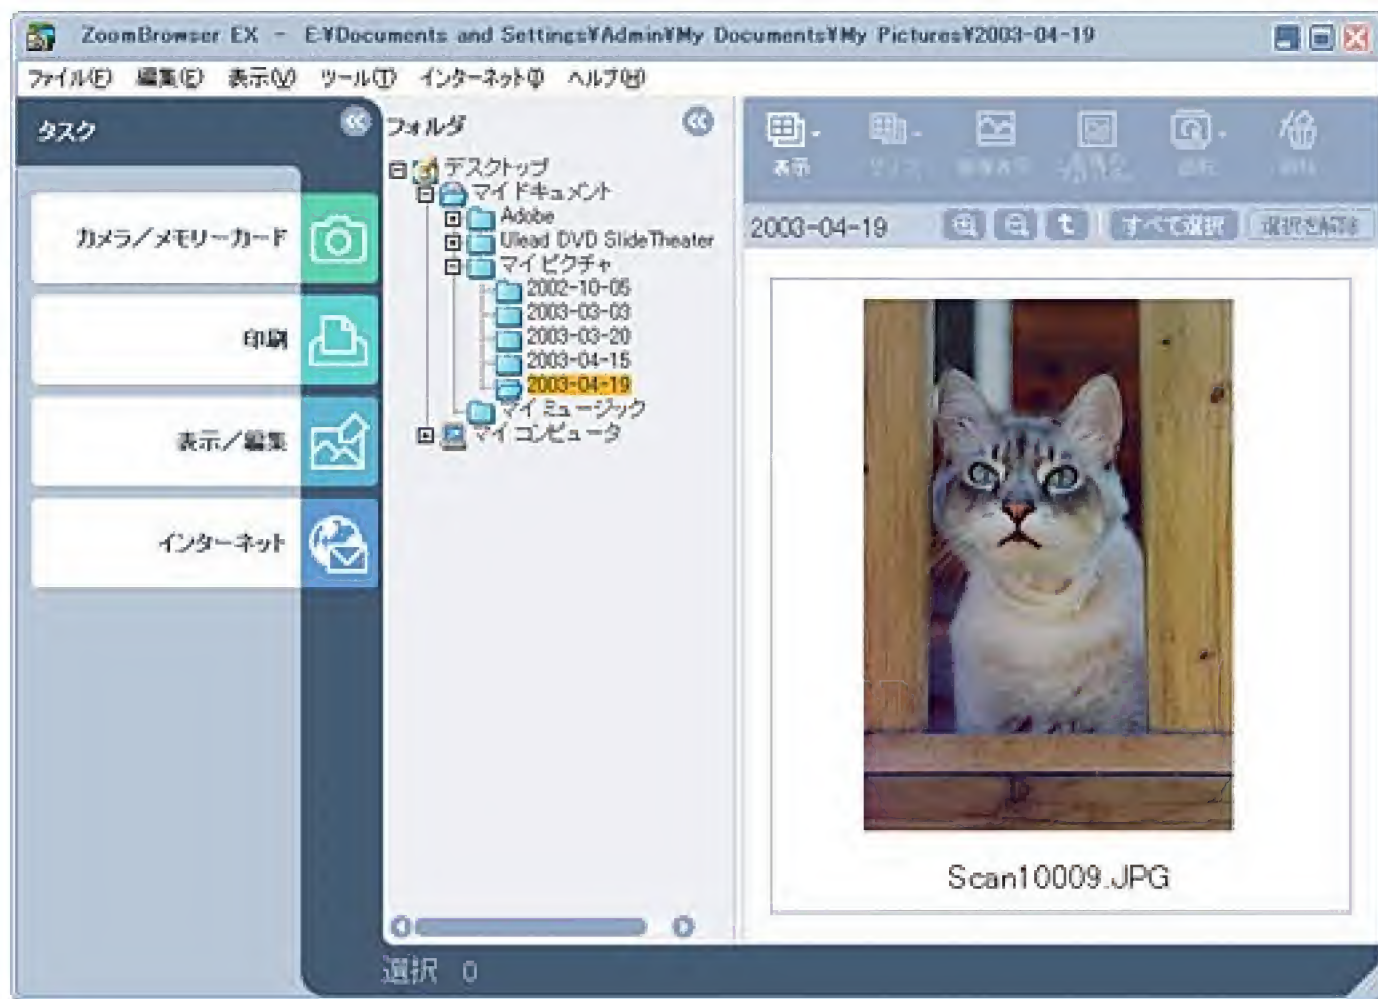 ZoomBrowser EX - E:¥Documents and Settings¥Admin¥My Documents¥My Pictures¥2003-04-19
ファイル(F) 編集(E) 表示(V) ツール(T) インターネット(I) ヘルプ(H)
タスク
カメラ／メモリーカード
印刷
表示／編集
インターネット
フォルダ
デスクトップ
マイ ドキュメント
Adobe
Ulead DVD SlideTheater
マイ ピクチャ
2002-10-05
2003-03-03
2003-03-20
2003-04-15
2003-04-19
マイ ミュージック
マイ コンピュータ
表示
2003-04-19 すべて選択 選択を解除
Scan10009.JPG
選択 0